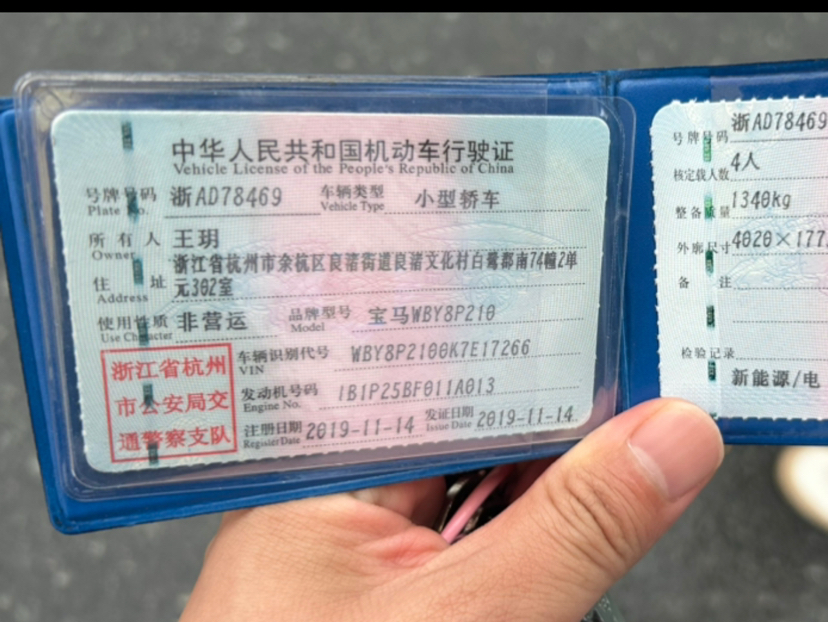 中华人民共和国机动车行驶证
Vehicle License of the People's Republic of China
号牌号码 浙AD78469 车辆类型 小型轿车
Plate No. Vehicle Type
所有人 王玥
Owner
浙江省杭州市余杭区良渚街道良渚文化村白鹭郡南74幢2单
住址 元302室
Address
使用性质 非营运 品牌型号 宝马WBY8P210
Use Character Model
浙江省杭州
市公安局交
通警察支队
车辆识别代号 WBY8P2100K7E17266
VIN
发动机号码 IB1P25BF011A013
Engine No.
注册日期 2019-11-14 发证日期 2019-11-14
Register Date Issue Date
号牌号码 浙AD78469
核定载人数 4人
整备质量 1340kg
外廓尺寸 4020×177
备注
检验记录
新能源/电